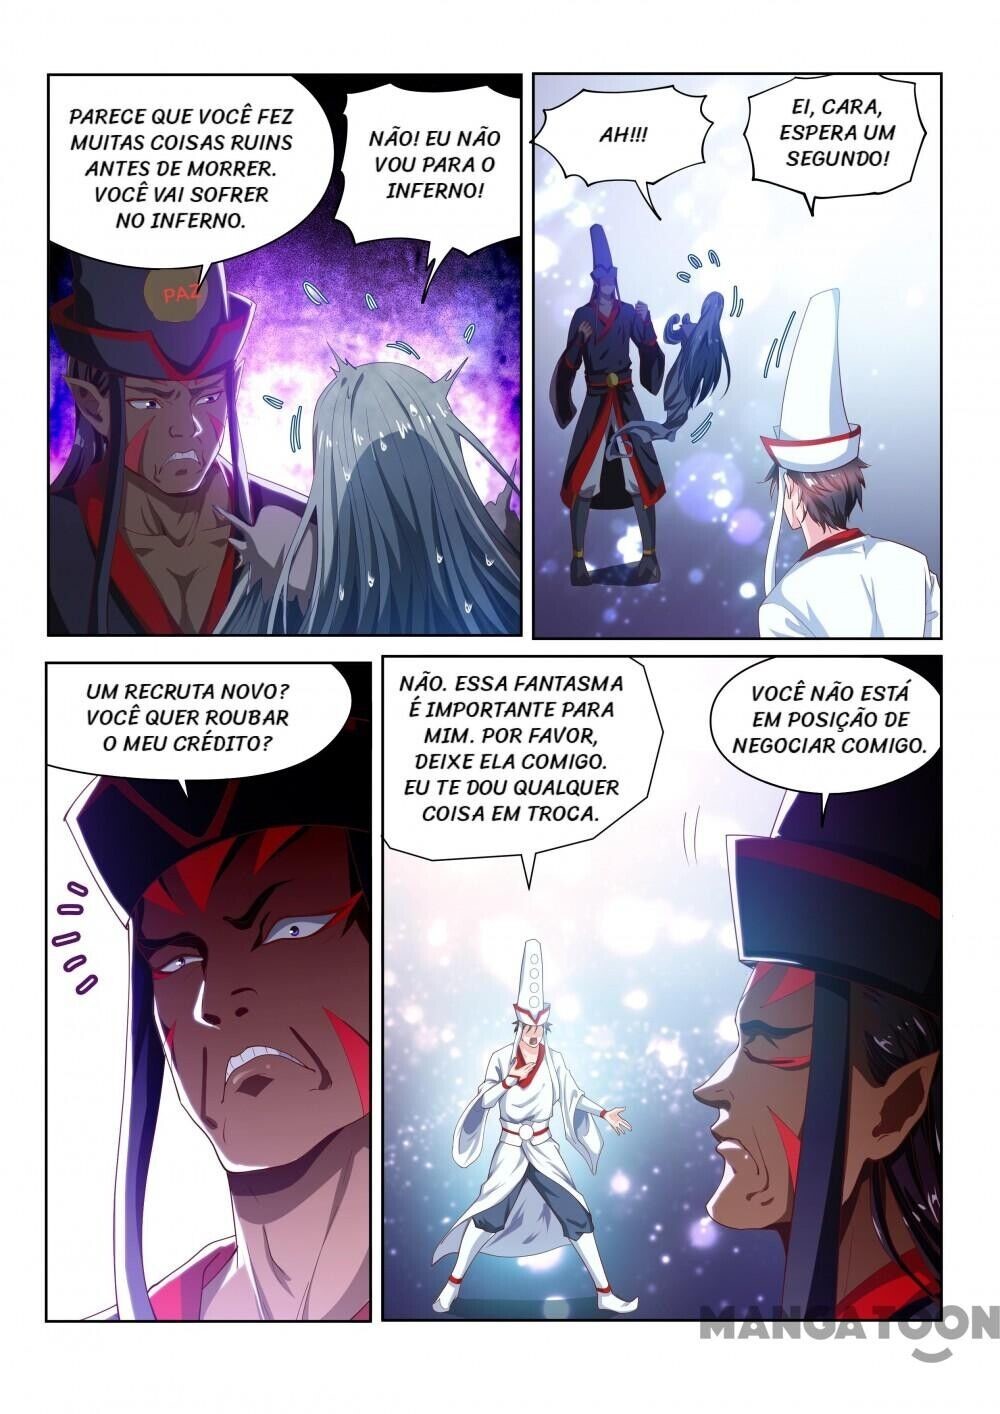 PARECE QUE VOCÊ FEZ
MUITAS COISAS RUINS
ANTES DE MORRER.
VOCÊ VAI SOFRER
NO INFERNO.
NÃO! EU NÃO
VOU PARA O
INFERNO!
PAZ
AH!!!
EI, CARA,
ESPERA UM
SEGUNDO!
UM RECRUTA NOVO?
VOCÊ QUER ROUBAR
O MEU CRÉDITO?
NÃO. ESSA FANTASMA
É IMPORTANTE PARA
MIM. POR FAVOR,
DEIXE ELA COMIGO.
EU TE DOU QUALQUER
COISA EM TROCA.
VOCÊ NÃO ESTÁ
EM POSIÇÃO DE
NEGOCIAR COMIGO.
MANGATOON